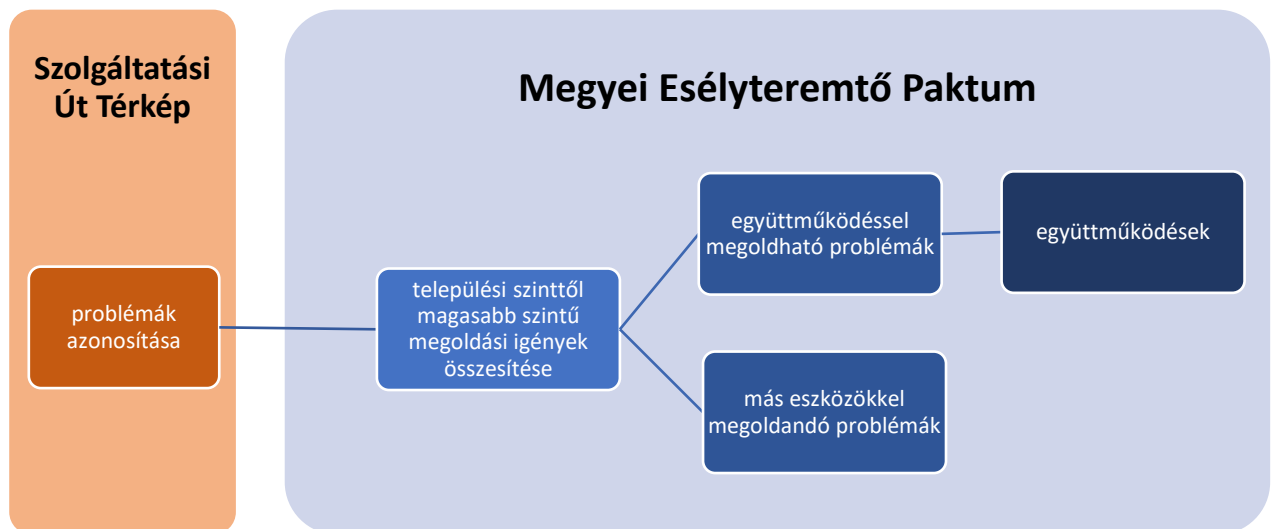 Szolgáltatási
Út Térkép
Megyei Esélyteremtő Paktum
problémák
azonosítása
települési szinttől
magasabb szintű
megoldási igények
összesítése
együttműködéssel
megoldható problémák
együttműködések
más eszközökkel
megoldandó problémák